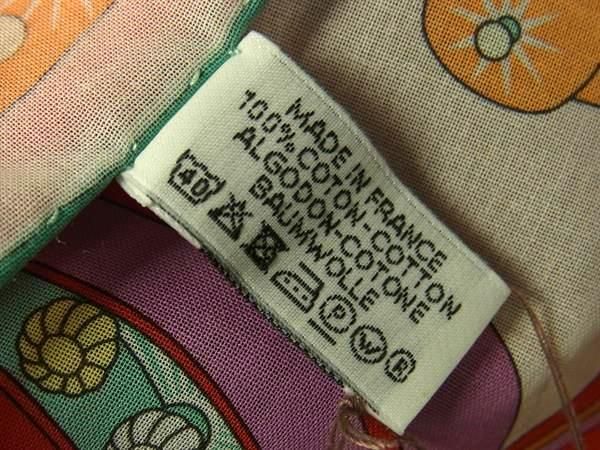 MADE IN FRANCE
100% COTON-COTTON
ALGODON-COTONE
BAUMWOLLE
40 P W R